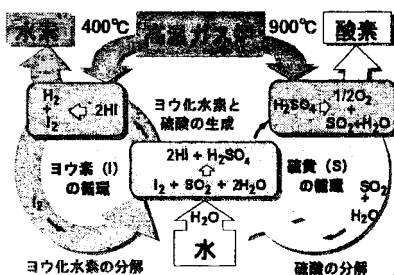 水素
400℃
高温ガス炉
900℃
酸素
H2
+
I2
2HI
ヨウ化水素と
硫酸の生成
H2SO4
1/2O2
+
SO2+H2O
ヨウ素(I)
の循環
2HI + H2SO4
I2 + SO2 + 2H2O
硫黄(S)
の循環
I2
H2O
水
SO2
+
H2O
ヨウ化水素の分解
硫酸の分解